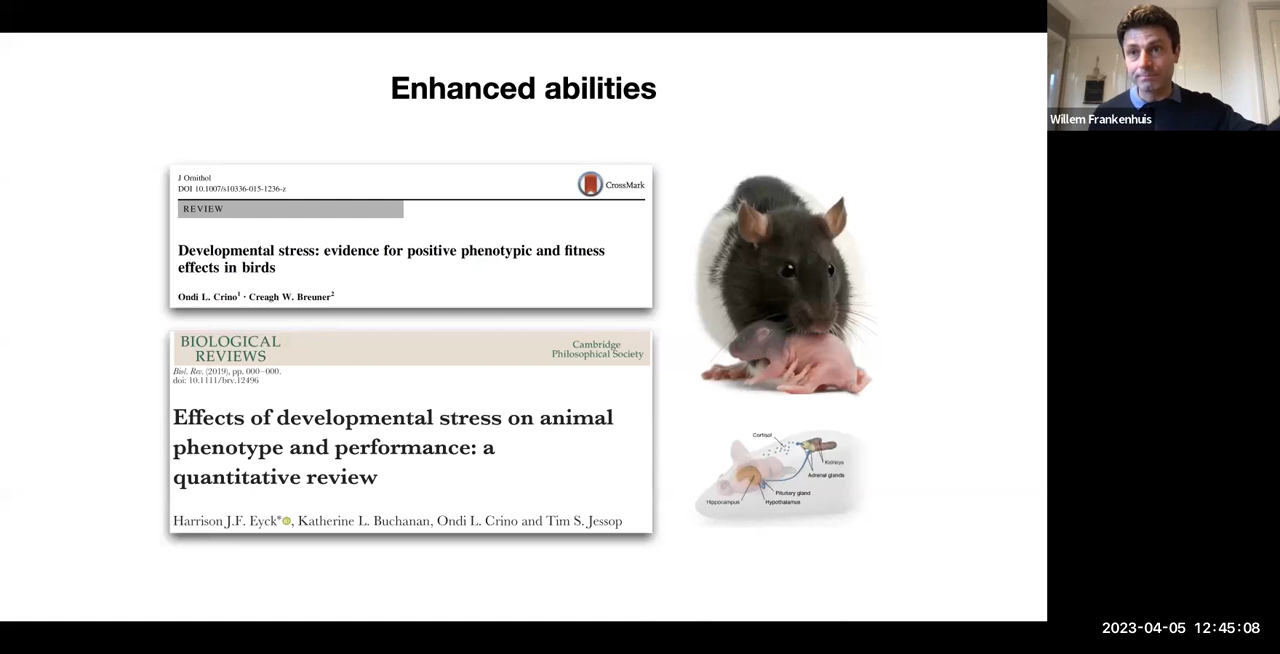 Enhanced abilities
J Ornithol
DOI 10.1007/s10336-015-1236-z
CrossMark
REVIEW
Developmental stress: evidence for positive phenotypic and fitness
effects in birds
Ondi L. Crino1 · Creagh W. Breuner2
BIOLOGICAL
REVIEWS
Cambridge
Philosophical Society
Biol. Rev. (2019), pp. 000–000.
doi: 10.1111/brv.12496
Effects of developmental stress on animal
phenotype and performance: a
quantitative review
Harrison J.F. Eyck*, Katherine L. Buchanan, Ondi L. Crino and Tim S. Jessop
Cortisol
Kidneys
Adrenal glands
Pituitary gland
Hippocampus
Hypothalamus
Willem Frankenhuis
2023-04-05 12:45:08